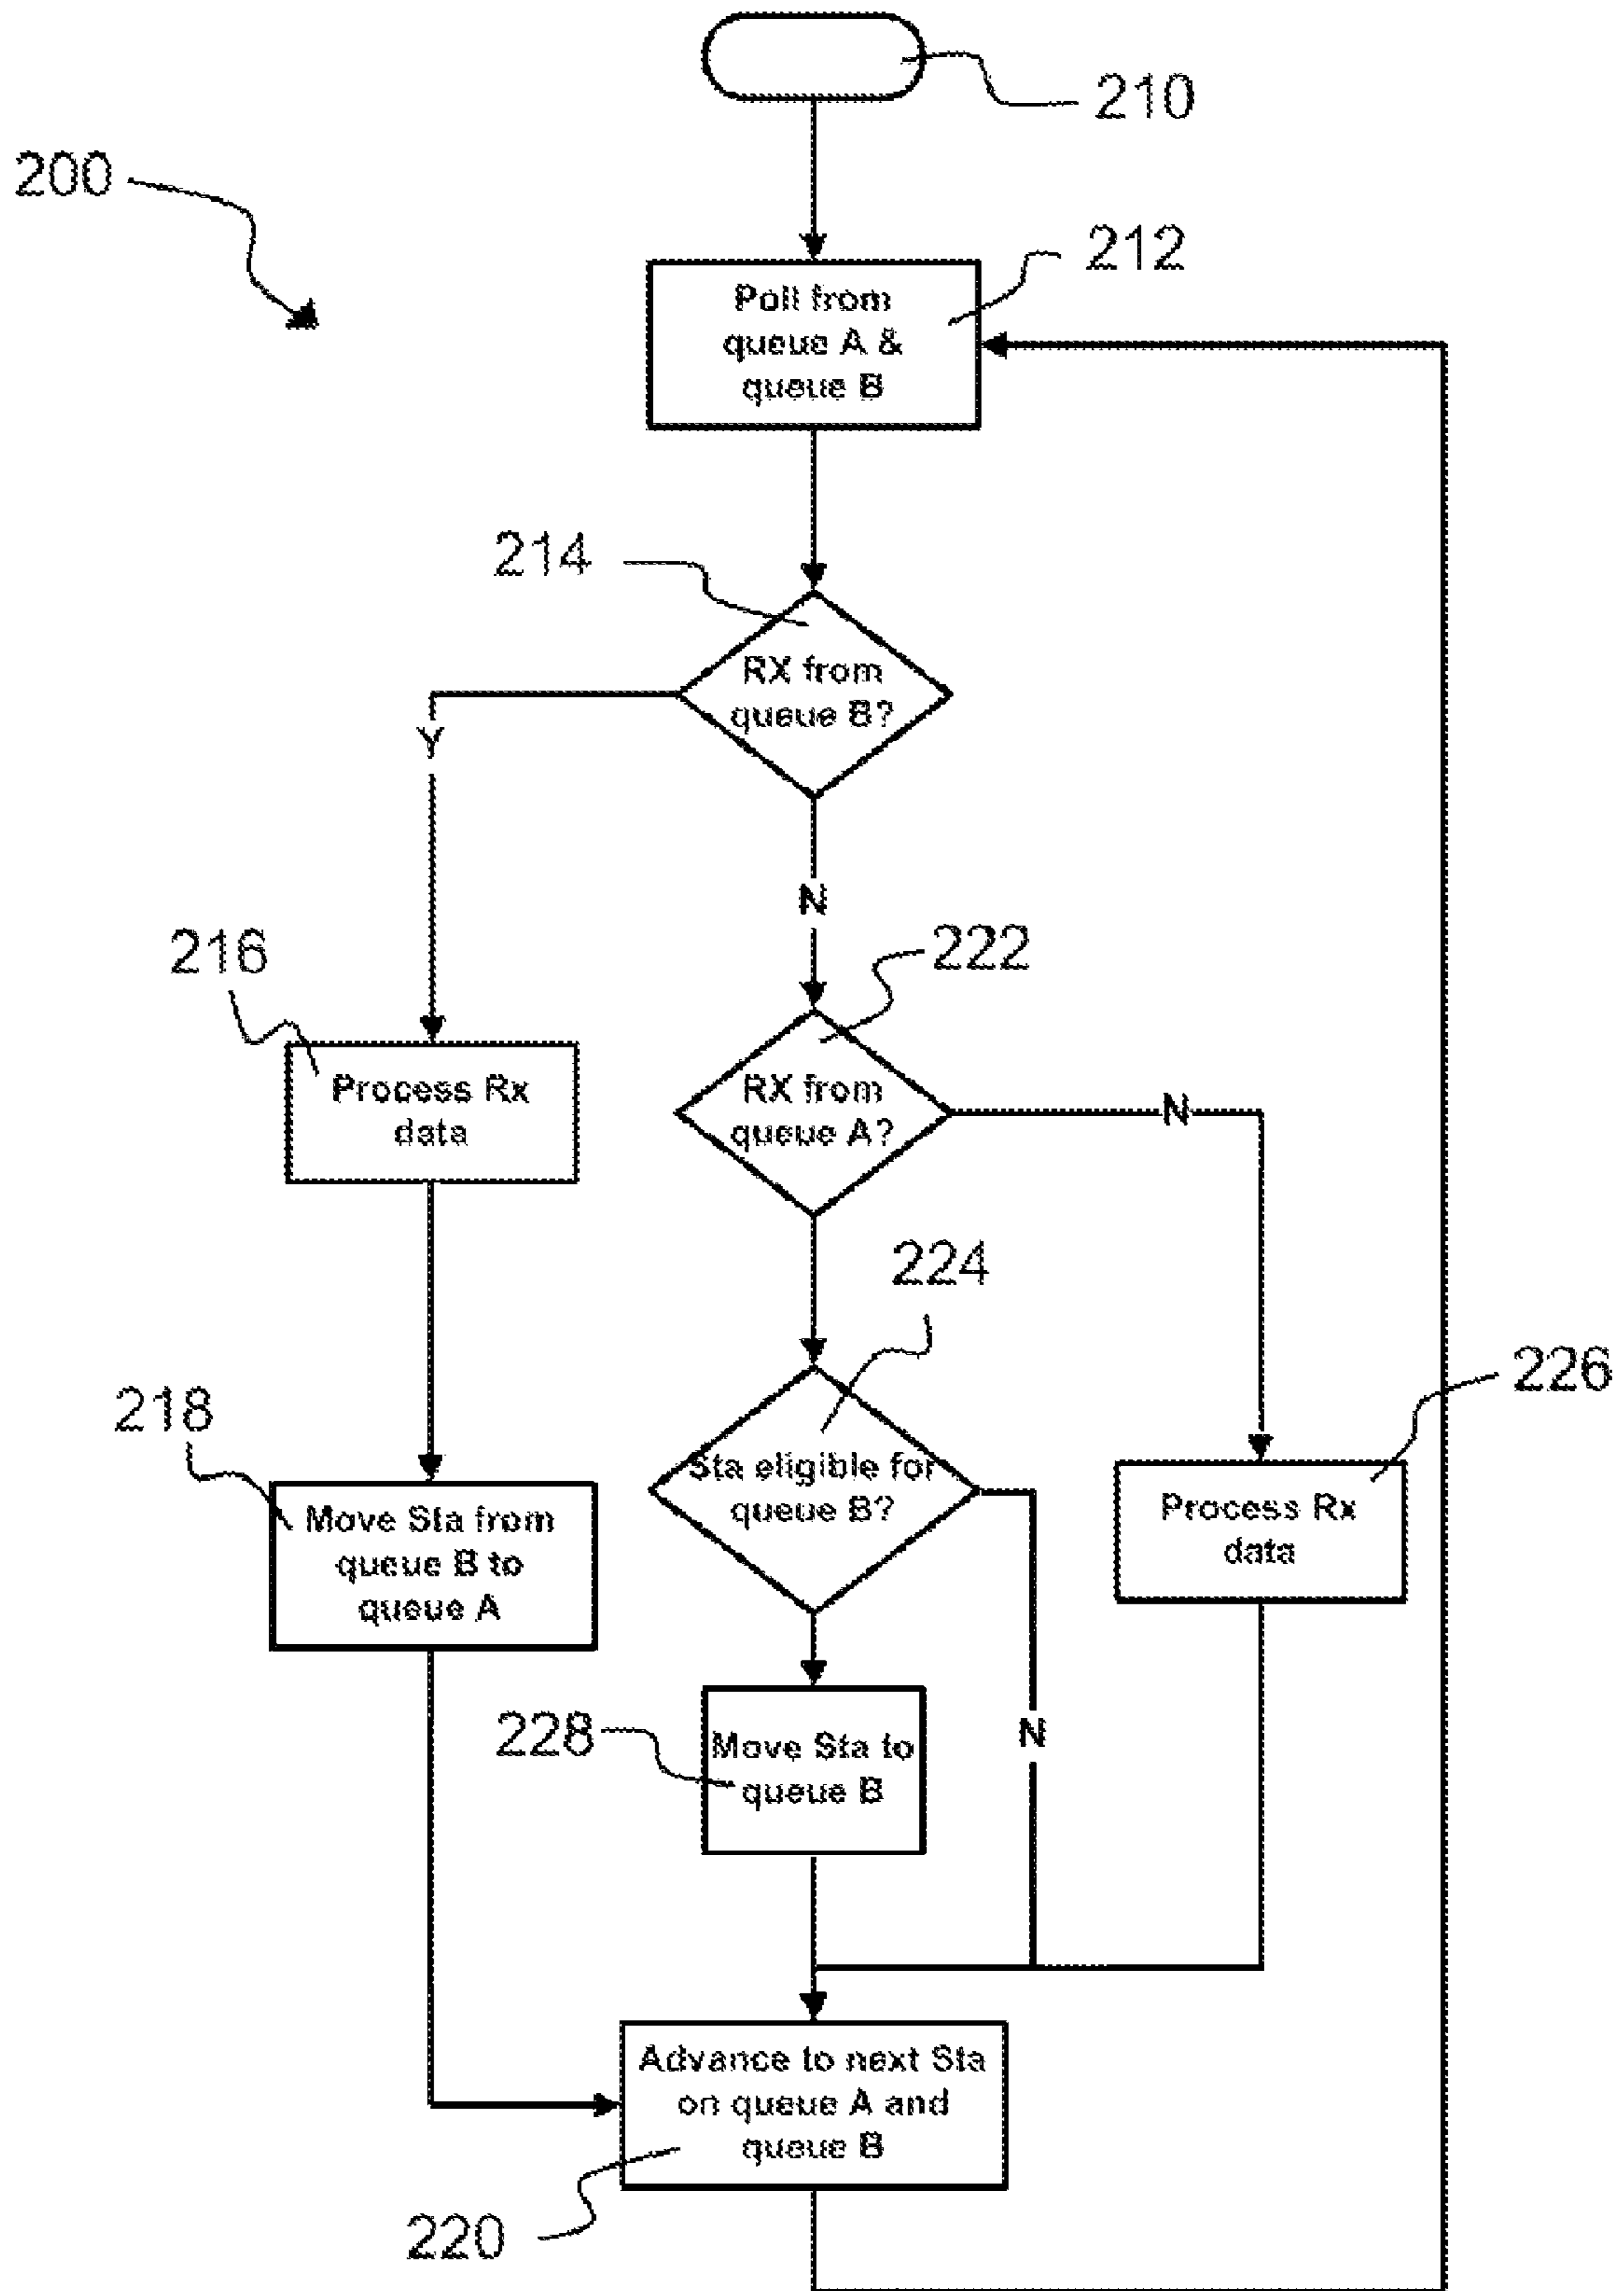 210
200
212
Poll from
queue A &
queue B
214
RX from
queue B?
Y
N
216
222
Process Rx
data
RX from
queue A?
N
224
218
226
Move Sta from
queue B to
queue A
Sta eligible for
queue B?
Process Rx
data
228
Move Sta to
queue B
N
Advance to next Sta
on queue A and
queue B
220